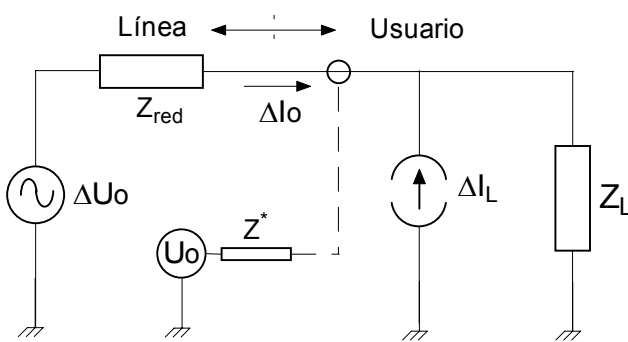 Línea Usuario
Z_red
ΔIo
ΔUo
ΔI_L
Z_L
Z*
Uo